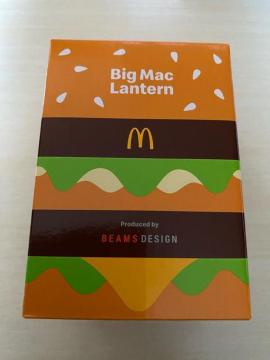 Big Mac
Lantern
Produced by
BEAMS DESIGN